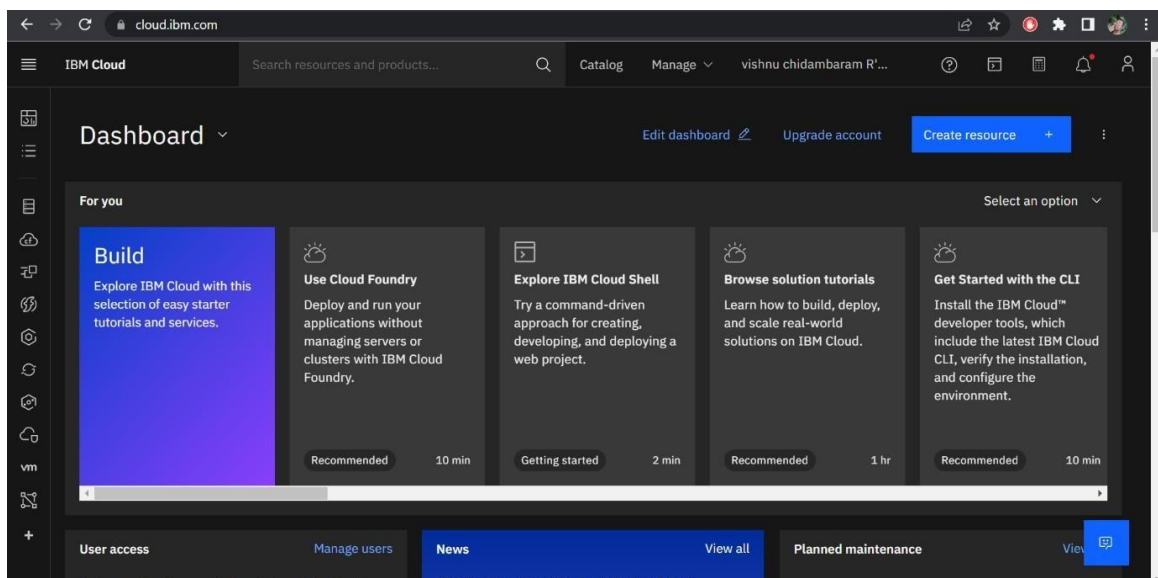 cloud.ibm.com
IBM Cloud
Search resources and products...
Catalog
Manage
vishnu chidambaram R'...
Dashboard
Edit dashboard
Upgrade account
Create resource +
For you
Select an option
Build
Explore IBM Cloud with this
selection of easy starter
tutorials and services.
Use Cloud Foundry
Deploy and run your
applications without
managing servers or
clusters with IBM Cloud
Foundry.
Recommended
10 min
Explore IBM Cloud Shell
Try a command-driven
approach for creating,
developing, and deploying a
web project.
Getting started
2 min
Browse solution tutorials
Learn how to build, deploy,
and scale real-world
solutions on IBM Cloud.
Recommended
1 hr
Get Started with the CLI
Install the IBM Cloud™
developer tools, which
include the latest IBM Cloud
CLI, verify the installation,
and configure the
environment.
Recommended
10 min
vm
User access
Manage users
News
View all
Planned maintenance